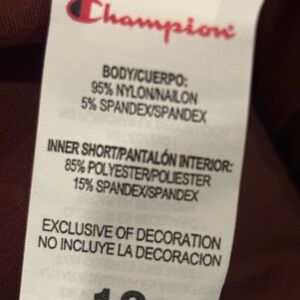 Champion
BODY/CUERPO:
95% NYLON/NAILON
5% SPANDEX/SPANDEX
INNER SHORT/PANTALÓN INTERIOR:
85% POLYESTER/POLIESTER
15% SPANDEX/SPANDEX
EXCLUSIVE OF DECORATION
NO INCLUYE LA DECORACION